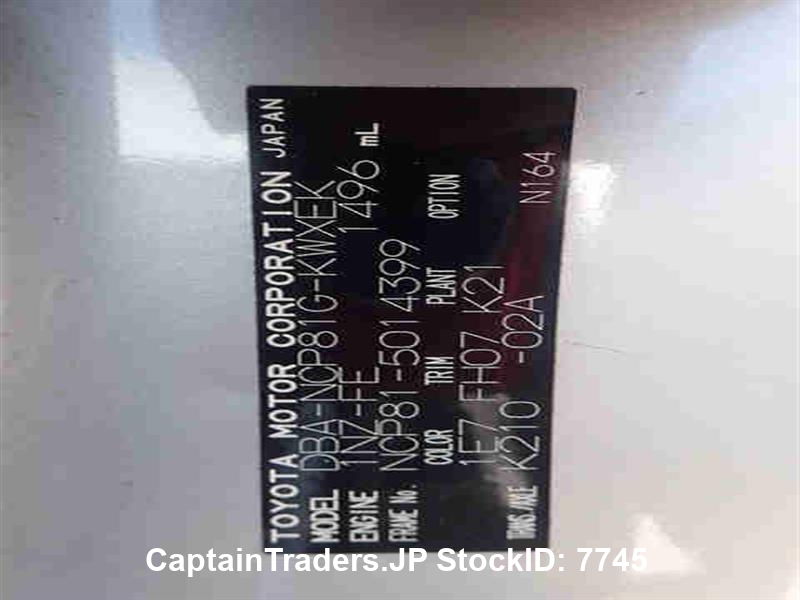 TOYOTA MOTOR CORPORATION JAPAN
MODEL DBA-NCP81G-KWXEK
ENGINE 1NZ-FE 1496 mL
FRAME No. NCP81-5014399
COLOR TRIM PLANT OPTION
1E7 FH07 K21
TRANS/AXLE K210 -02A N164
CaptainTraders.JP StockID: 7745